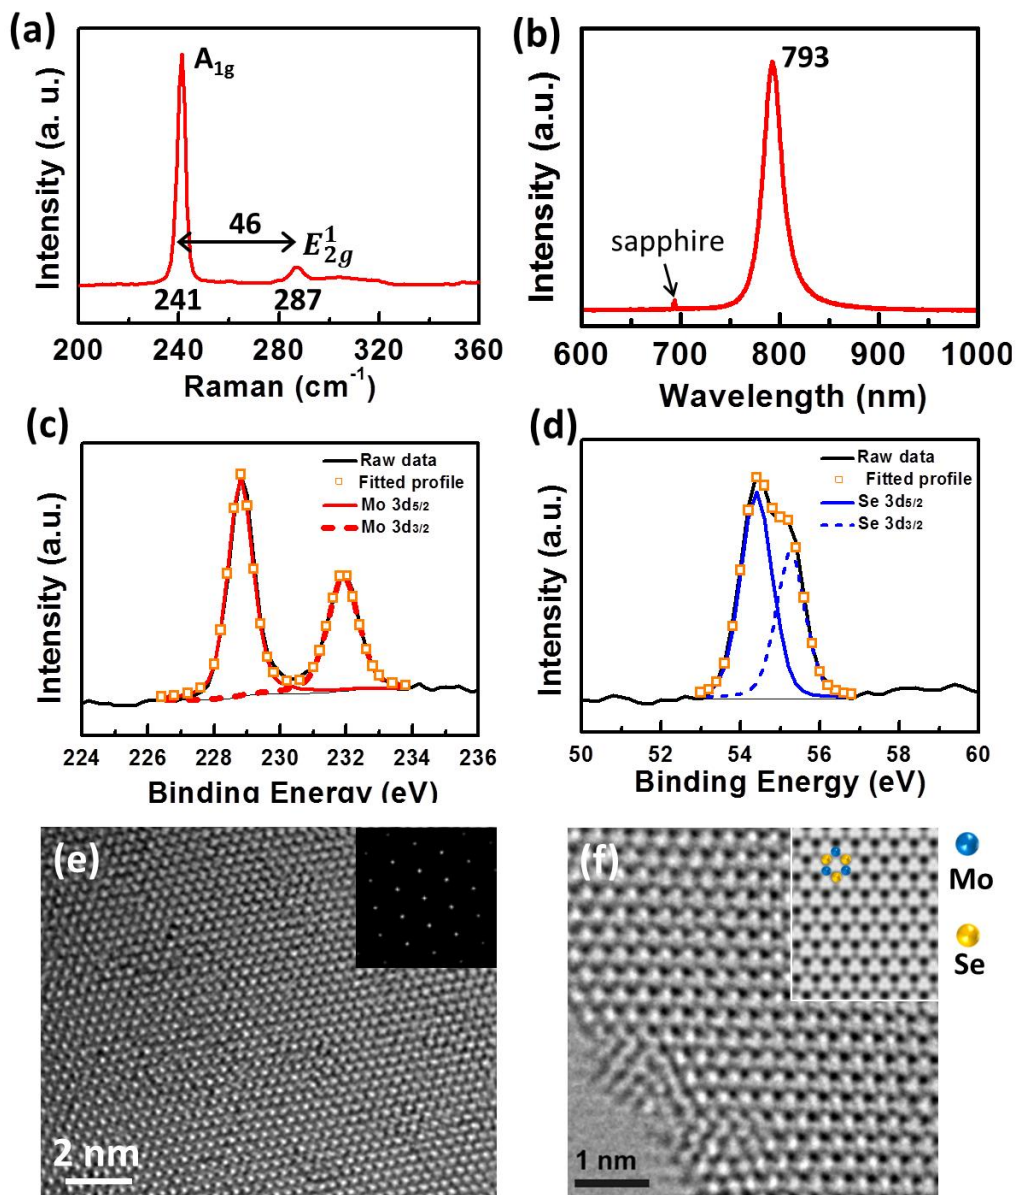 (a)
A1g
46
E¹2g
241
287
200 240 280 320 360
Raman (cm⁻¹)
Intensity (a. u.)
(b)
793
sapphire
600 700 800 900 1000
Wavelength (nm)
Intensity (a.u.)
(c)
Raw data
Fitted profile
Mo 3d5/2
Mo 3d3/2
224 226 228 230 232 234 236
Binding Energy (eV)
Intensity (a.u.)
(d)
Raw data
Fitted profile
Se 3d5/2
Se 3d3/2
50 52 54 56 58 60
Binding Energy (eV)
Intensity (a.u.)
(e)
2 nm
(f)
1 nm
Mo
Se